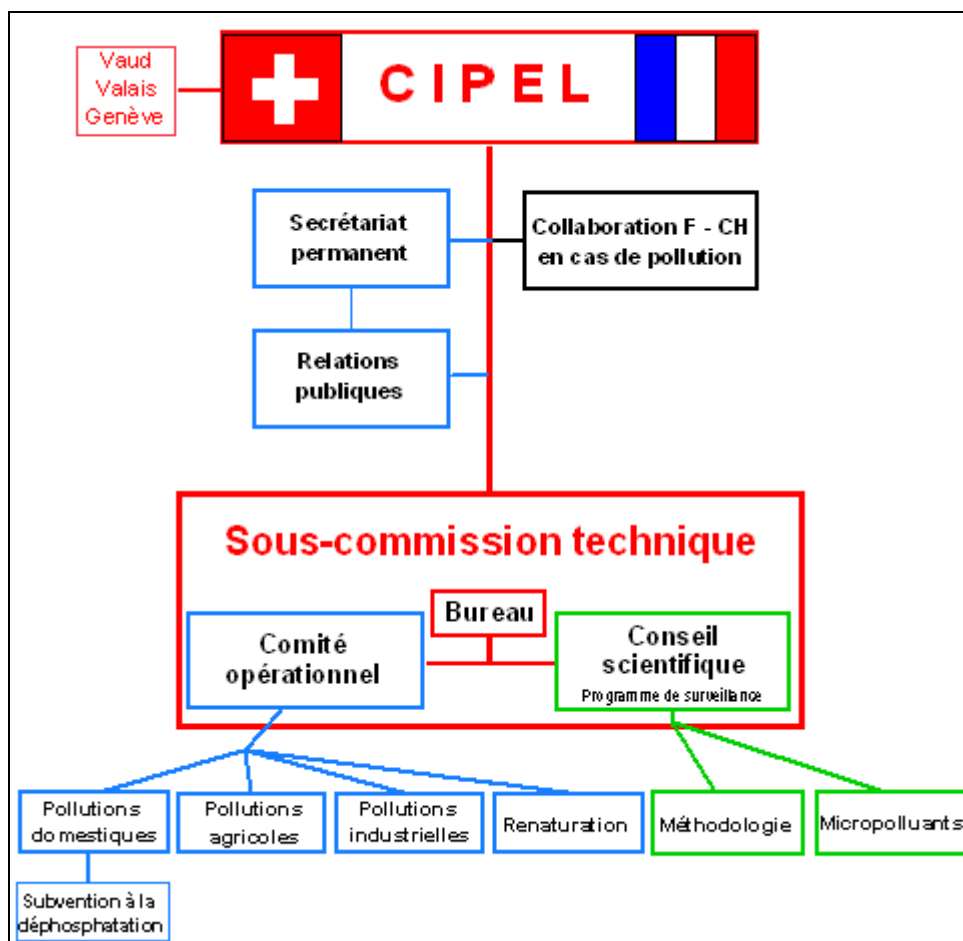 Vaud
Valais
Genève
CIPEL
Secrétariat
permanent
Collaboration F - CH
en cas de pollution
Relations
publiques
Sous-commission technique
Bureau
Comité
opérationnel
Conseil
scientifique
Programme de surveillance
Pollutions
domestiques
Pollutions
agricoles
Pollutions
industrielles
Renaturation
Méthodologie
Micropolluants
Subvention à la
déphosphatation